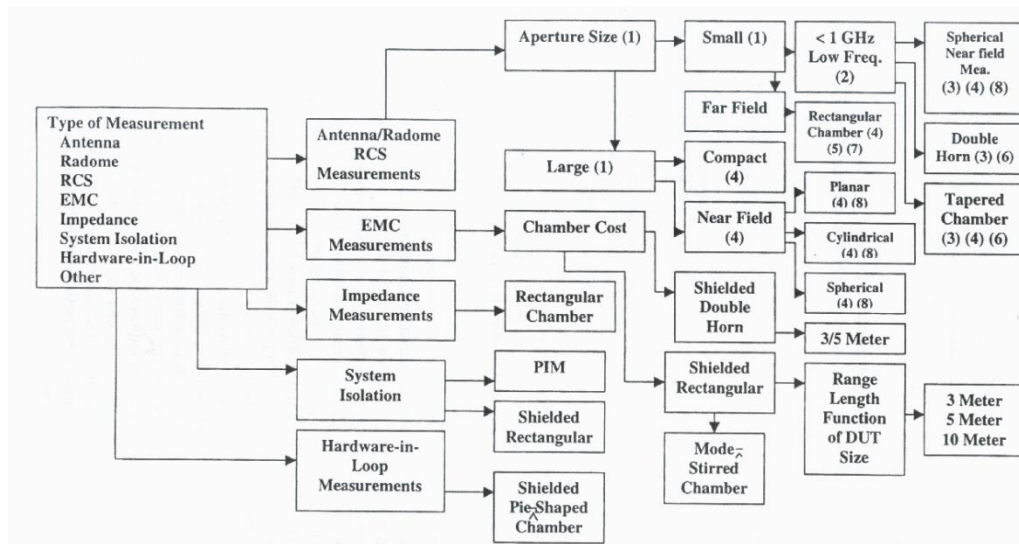 Type of Measurement
Antenna
Radome
RCS
EMC
Impedance
System Isolation
Hardware-in-Loop
Other
Antenna/Radome
RCS
Measurements
EMC
Measurements
Impedance
Measurements
System
Isolation
Hardware-in-
Loop
Measurements
Aperture Size (1)
Large (1)
Chamber Cost
Rectangular
Chamber
PIM
Shielded
Rectangular
Shielded
Pie-Shaped
Chamber
Small (1)
Far Field
Compact
(4)
Near Field
(4)
Shielded
Double
Horn
Shielded
Rectangular
Mode-
Stirred
Chamber
< 1 GHz
Low Freq.
(2)
Rectangular
Chamber (4)
(5) (7)
Planar
(4) (8)
Cylindrical
(4) (8)
Spherical
(4) (8)
3/5 Meter
Range
Length
Function
of DUT
Size
Spherical
Near field
Mea.
(3) (4) (8)
Double
Horn (3) (6)
Tapered
Chamber
(3) (4) (6)
3 Meter
5 Meter
10 Meter